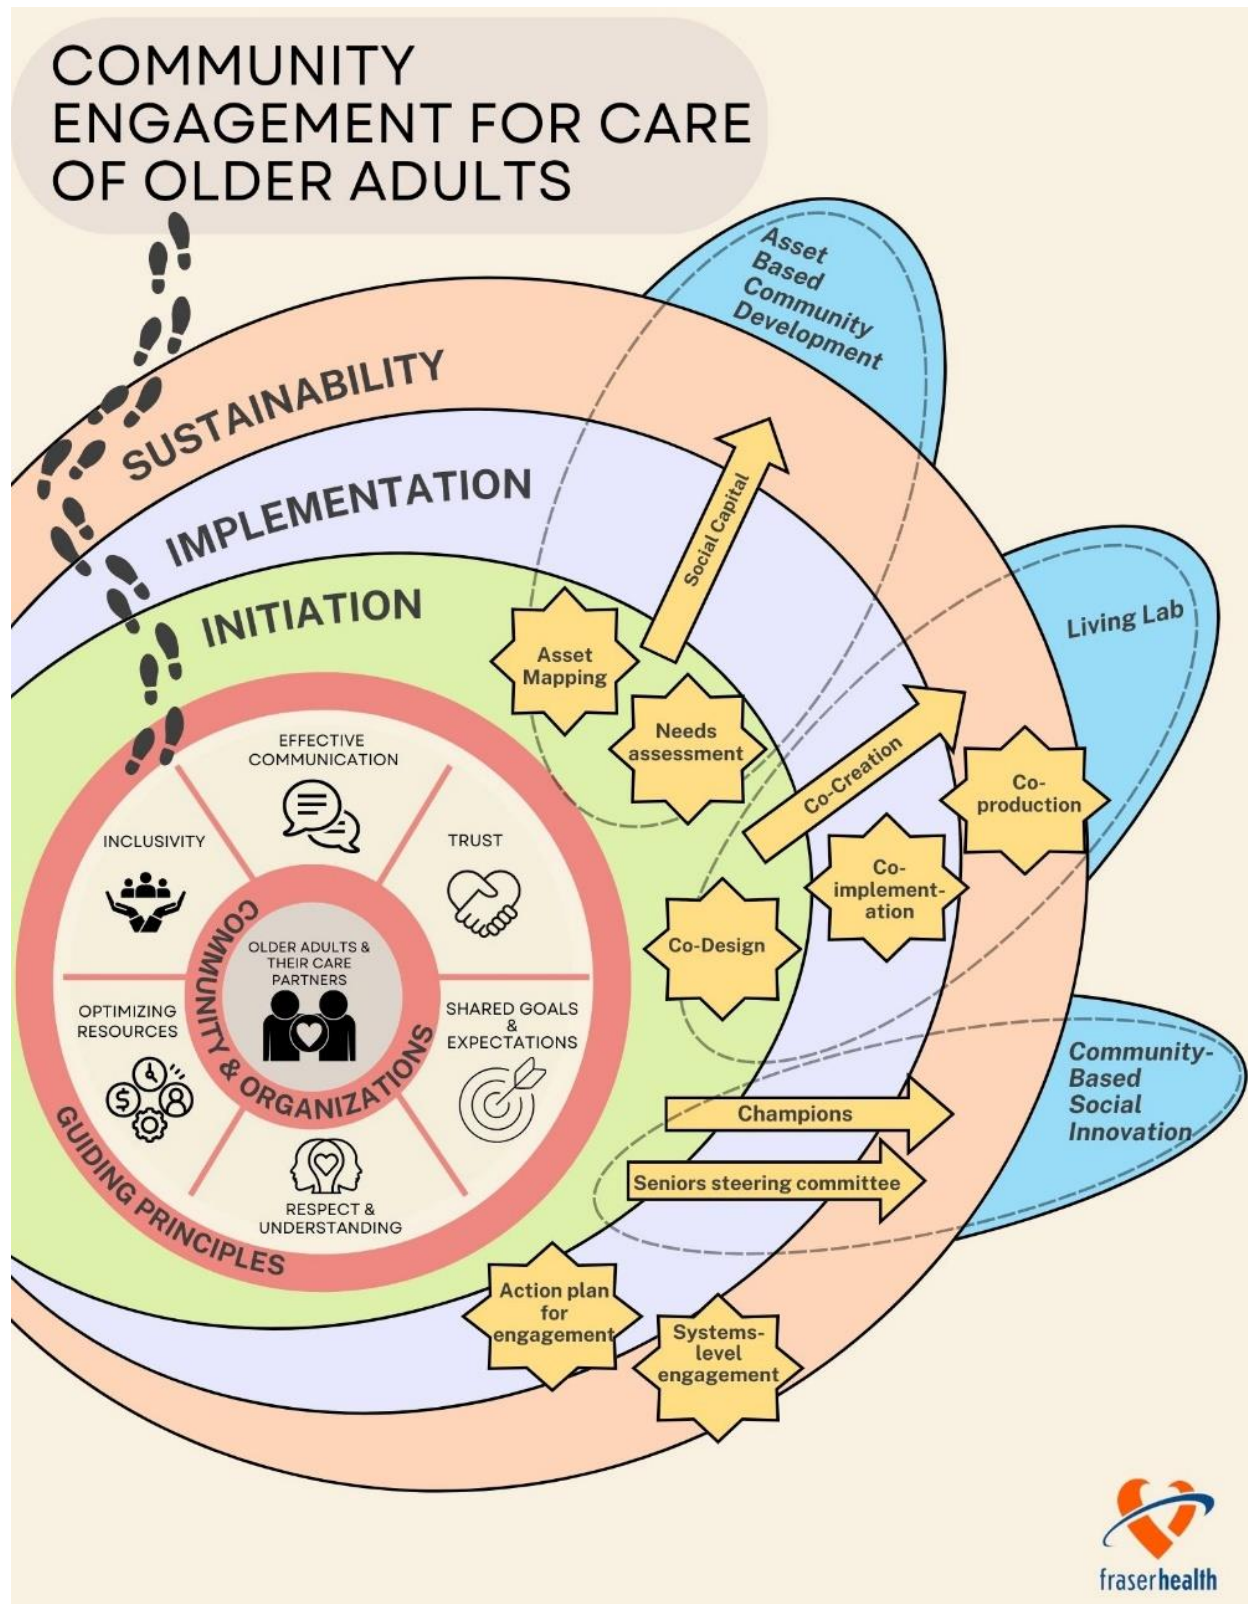 COMMUNITY
ENGAGEMENT FOR CARE
OF OLDER ADULTS
Asset
Based
Community
Development
SUSTAINABILITY
IMPLEMENTATION
INITIATION
Social Capital
Living Lab
Asset
Mapping
Needs
assessment
Co-Creation
Co-
production
Co-
implement-
ation
Co-Design
EFFECTIVE
COMMUNICATION
INCLUSIVITY
TRUST
OLDER ADULTS &
THEIR CARE
PARTNERS
COMMUNITY & ORGANIZATIONS
OPTIMIZING
RESOURCES
SHARED GOALS
&
EXPECTATIONS
RESPECT &
UNDERSTANDING
GUIDING PRINCIPLES
Community-
Based
Social
Innovation
Champions
Seniors steering committee
Action plan
for
engagement
Systems-
level
engagement
fraserhealth